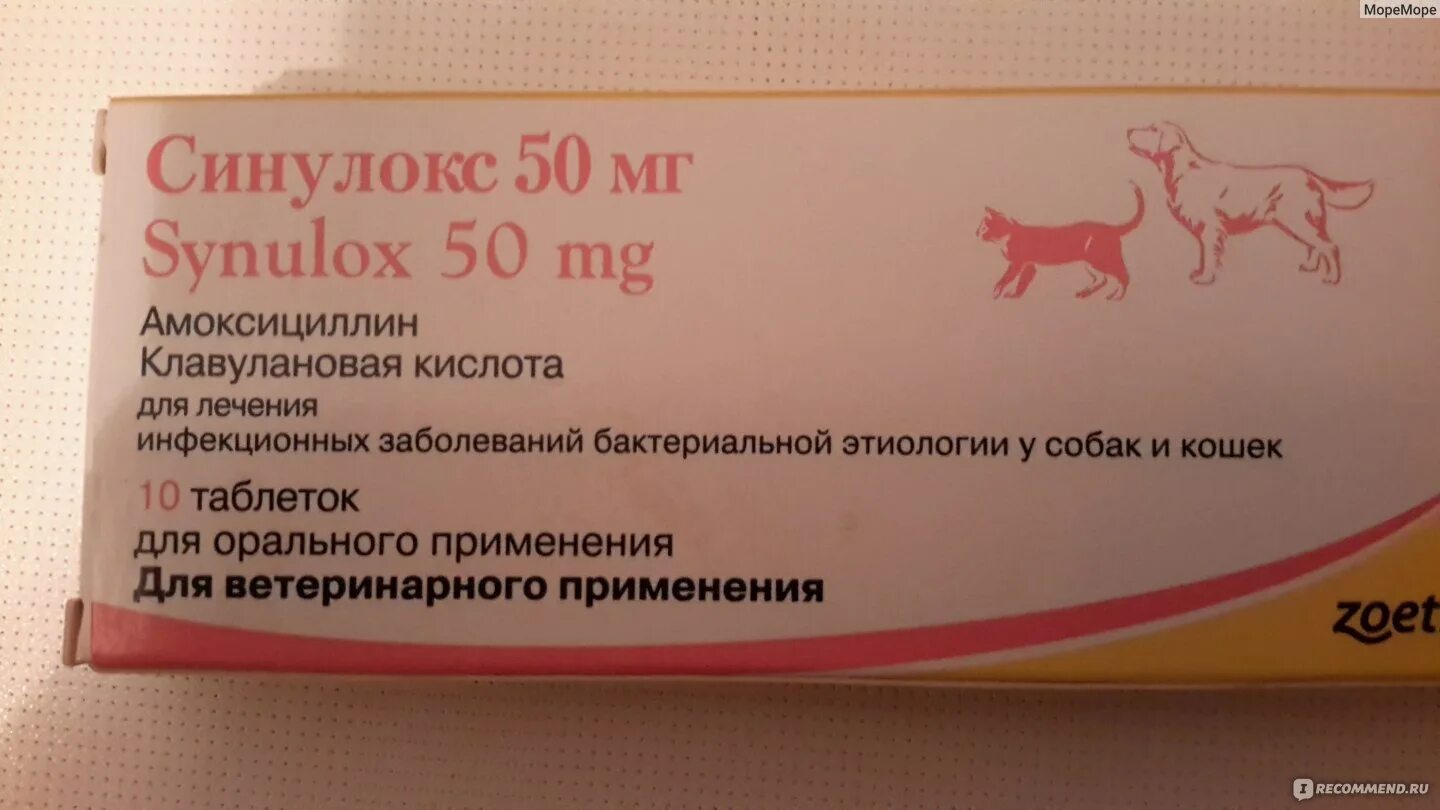 МореМоре
Синулокс 50 мг
Synulox 50 mg
Амоксициллин
Клавулановая кислота
для лечения
инфекционных заболеваний бактериальной этиологии у собак и кошек
10 таблеток
для орального применения
Для ветеринарного применения
zoet
IRECOMMEND.RU